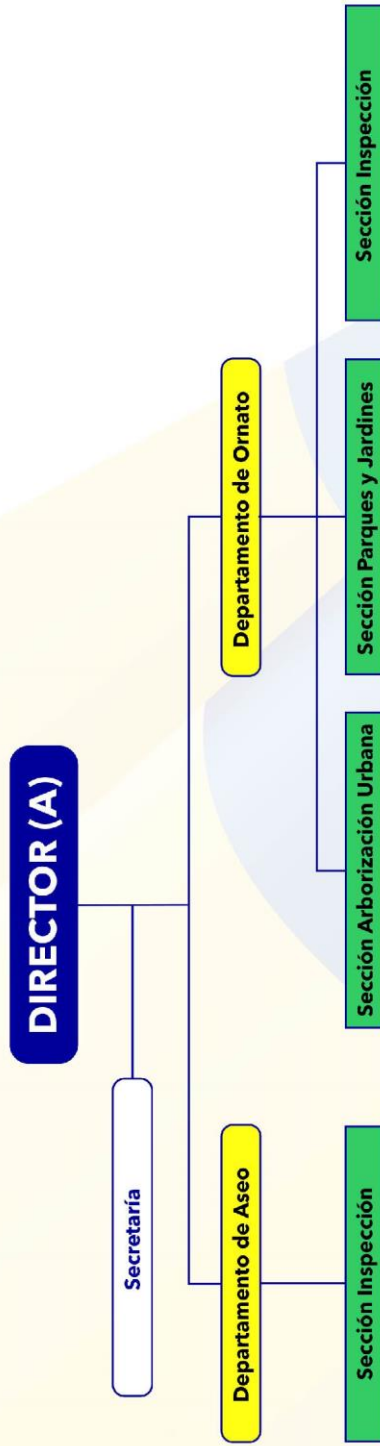 DIRECTOR (A)
Secretaría
Departamento de Aseo
Departamento de Ornato
Sección Inspección
Sección Arborización Urbana
Sección Parques y Jardines
Sección Inspección